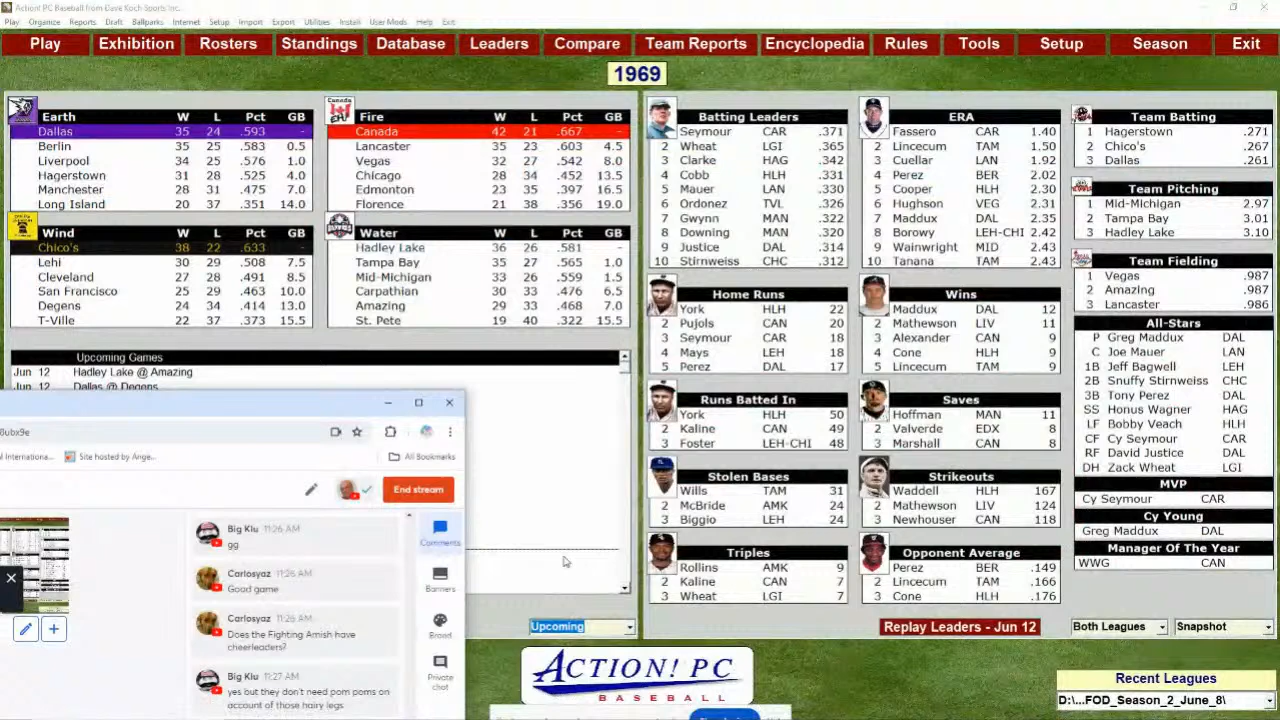 Action! PC Baseball from Dave Koch Sports Inc.
Play Organize Reports Draft Ballparks Internet Setup Import Export Utilities Install User Mods Help Exit
Play Exhibition Rosters Standings Database Leaders Compare Team Reports Encyclopedia Rules Tools Setup Season Exit
1969
Earth W L Pct GB
Dallas 35 24 .593 -
Berlin 35 25 .583 0.5
Liverpool 34 25 .576 1.0
Hagerstown 31 28 .525 4.0
Manchester 28 31 .475 7.0
Long Island 20 37 .351 14.0
Fire W L Pct GB
Canada 42 21 .667 -
Lancaster 35 23 .603 4.5
Vegas 32 27 .542 8.0
Chicago 28 34 .452 13.5
Edmonton 23 35 .397 16.5
Florence 21 38 .356 19.0
Wind W L Pct GB
Chico's 38 22 .633 -
Lehi 30 29 .508 7.5
Cleveland 27 28 .491 8.5
San Francisco 25 29 .463 10.0
Degens 24 34 .414 13.0
T-Ville 22 37 .373 15.5
Water W L Pct GB
Hadley Lake 36 26 .581 -
Tampa Bay 35 27 .565 1.0
Mid-Michigan 33 26 .559 1.5
Carpathian 30 33 .476 6.5
Amazing 29 33 .468 7.0
St. Pete 19 40 .322 15.5
Upcoming Games
Jun 12 Hadley Lake @ Amazing
Jun 12 Dallas @ Degens
8ubx9e
al Internationa... Site hosted by Ange... All Bookmarks
End stream
Big Klu 11:26 AM
gg
Carlosyaz 11:26 AM
Good game
Carlosyaz 11:26 AM
Does the Fighting Amish have
cheerleaders?
Big Klu 11:27 AM
yes but they don't need pom poms on
account of those hairy legs
Comments
Banners
Brand
Private
chat
Upcoming
Batting Leaders
Seymour CAR .371
2 Wheat LGI .365
3 Clarke HAG .342
4 Cobb HLH .331
5 Mauer LAN .330
6 Ordonez TVL .326
7 Gwynn MAN .322
8 Downing MAN .320
9 Justice DAL .314
10 Stirnweiss CHC .312
ERA
Fassero CAR 1.40
2 Lincecum TAM 1.50
3 Cuellar LAN 1.92
4 Perez BER 2.02
5 Cooper HLH 2.30
6 Hughson VEG 2.31
7 Maddux DAL 2.35
8 Borowy LEH-CHI 2.42
9 Wainwright MID 2.43
10 Tanana TAM 2.43
Home Runs
York HLH 22
2 Pujols CAN 20
3 Seymour CAR 18
4 Mays LEH 18
5 Perez DAL 17
Wins
Maddux DAL 12
2 Mathewson LIV 11
3 Alexander CAN 9
4 Cone HLH 9
5 Lincecum TAM 9
Runs Batted In
York HLH 50
2 Kaline CAN 49
3 Foster LEH-CHI 48
Saves
Hoffman MAN 11
2 Valverde EDX 8
3 Marshall CAN 8
Stolen Bases
Wills TAM 31
2 McBride AMK 24
3 Biggio LEH 24
Strikeouts
Waddell HLH 167
2 Mathewson LIV 124
3 Newhouser CAN 118
Triples
Rollins AMK 9
2 Kaline CAN 7
3 Wheat LGI 7
Opponent Average
Perez BER .149
2 Lincecum TAM .166
3 Cone HLH .176
Team Batting
1 Hagerstown .271
2 Chico's .267
3 Dallas .261
Team Pitching
1 Mid-Michigan 2.97
2 Tampa Bay 3.01
3 Hadley Lake 3.10
Team Fielding
1 Vegas .987
2 Amazing .987
3 Lancaster .986
All-Stars
P Greg Maddux DAL
C Joe Mauer LAN
1B Jeff Bagwell LEH
2B Snuffy Stirnweiss CHC
3B Tony Perez DAL
SS Honus Wagner HAG
LF Bobby Veach HLH
CF Cy Seymour CAR
RF David Justice DAL
DH Zack Wheat LGI
MVP
Cy Seymour CAR
Cy Young
Greg Maddux DAL
Manager Of The Year
WWG CAN
Replay Leaders - Jun 12
Both Leagues Snapshot
ACTION! PC
BASEBALL
Recent Leagues
D:\...FOD_Season_2_June_8\